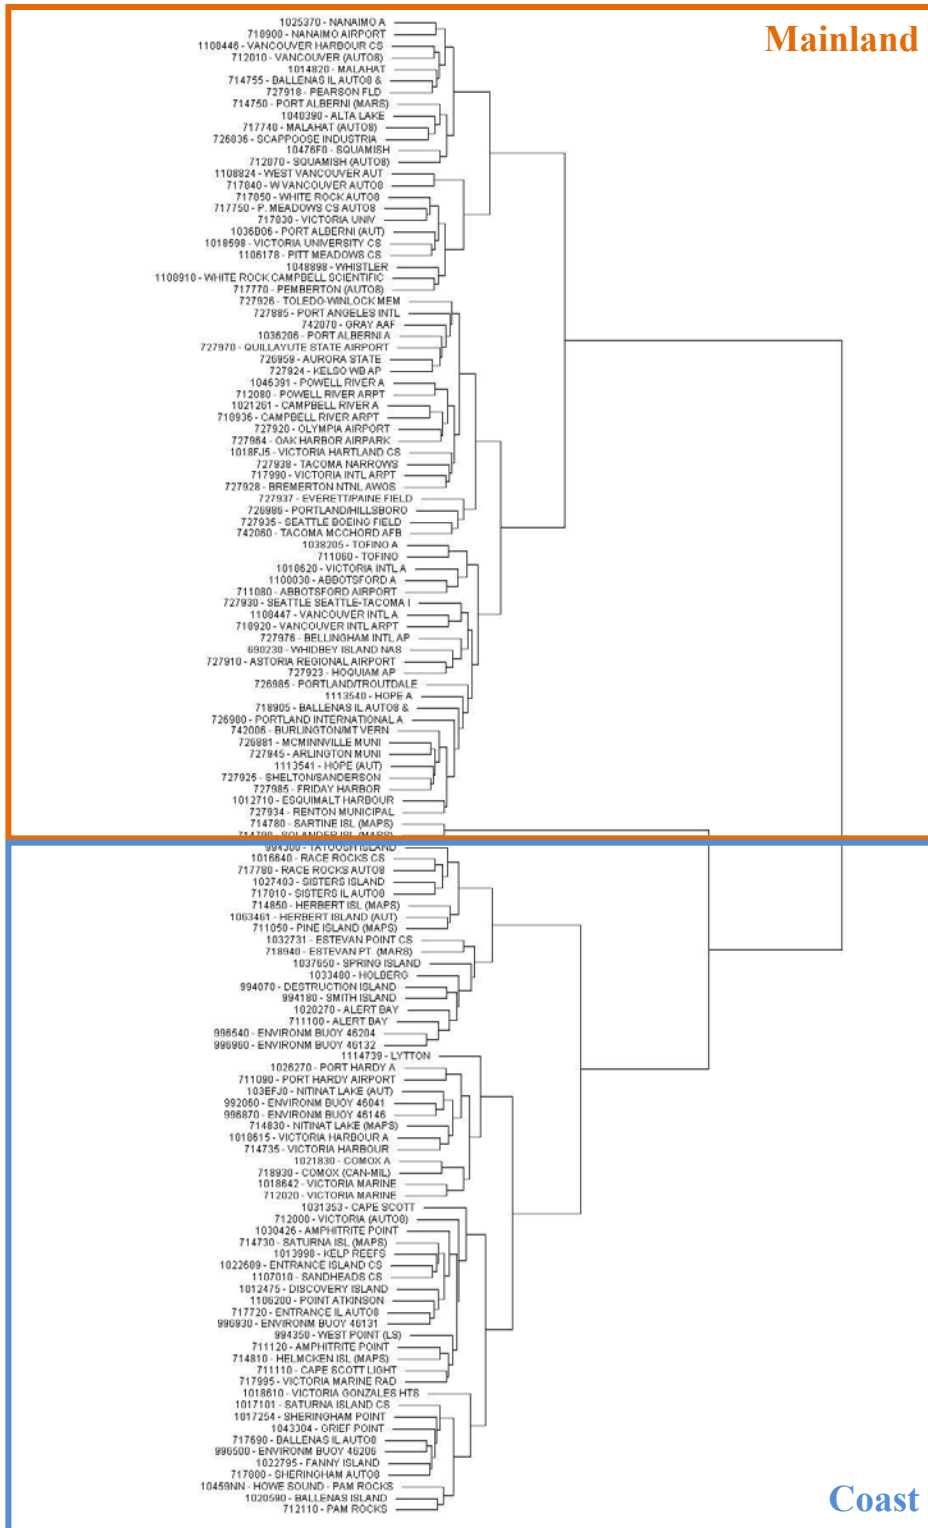 Mainland
1025370 - NANAIMO A
718900 - NANAIMO AIRPORT
1108446 - VANCOUVER HARBOUR CS
712010 - VANCOUVER (AUTO8)
1014820 - MALAHAT
714755 - BALLENAS IL AUTO8 &
727918 - PEARSON FLD
714750 - PORT ALBERNI (MARS)
1040390 - ALTA LAKE
717740 - MALAHAT (AUTO8)
726836 - SCAPPOOSE INDUSTRIA
10476F0 - SQUAMISH
712070 - SQUAMISH (AUTO8)
1108824 - WEST VANCOUVER AUT
717840 - W VANCOUVER AUTO8
717850 - WHITE ROCK AUTO8
717750 - P. MEADOWS CS AUTO8
717830 - VICTORIA UNIV
1036B06 - PORT ALBERNI (AUT)
1018598 - VICTORIA UNIVERSITY CS
1106178 - PITT MEADOWS CS
1048898 - WHISTLER
1108910 - WHITE ROCK CAMPBELL SCIENTIFIC
717770 - PEMBERTON (AUTO8)
727926 - TOLEDO-WINLOCK MEM
727885 - PORT ANGELES INTL
742070 - GRAY AAF
1036206 - PORT ALBERNI A
727970 - QUILLAYUTE STATE AIRPORT
726959 - AURORA STATE
727924 - KELSO WB AP
1046391 - POWELL RIVER A
712080 - POWELL RIVER ARPT
1021261 - CAMPBELL RIVER A
718936 - CAMPBELL RIVER ARPT
727920 - OLYMPIA AIRPORT
727964 - OAK HARBOR AIRPARK
1018FJ5 - VICTORIA HARTLAND CS
727938 - TACOMA NARROWS
717990 - VICTORIA INTL ARPT
727928 - BREMERTON NTNL AWOS
727937 - EVERETT/PAINE FIELD
726986 - PORTLAND/HILLSBORO
727935 - SEATTLE BOEING FIELD
742060 - TACOMA MCCHORD AFB
1038205 - TOFINO A
711060 - TOFINO
1018620 - VICTORIA INTL A
1100030 - ABBOTSFORD A
711080 - ABBOTSFORD AIRPORT
727930 - SEATTLE SEATTLE-TACOMA I
1108447 - VANCOUVER INTL A
718920 - VANCOUVER INTL ARPT
727976 - BELLINGHAM INTL AP
690230 - WHIDBEY ISLAND NAS
727910 - ASTORIA REGIONAL AIRPORT
727923 - HOQUIAM AP
726985 - PORTLAND/TROUTDALE
1113540 - HOPE A
718905 - BALLENAS IL AUTO8 &
726980 - PORTLAND INTERNATIONAL A
742006 - BURLINGTON/MT VERN
726881 - MCMINNVILLE MUNI
727945 - ARLINGTON MUNI
1113541 - HOPE (AUT)
727925 - SHELTON/SANDERSON
727985 - FRIDAY HARBOR
1012710 - ESQUIMALT HARBOUR
727934 - RENTON MUNICIPAL
714780 - SARTINE ISL (MAPS)
714790 - SOLANDER ISL (MAPS)
994300 - TATOOSH ISLAND
1016640 - RACE ROCKS CS
717780 - RACE ROCKS AUTO8
1027403 - SISTERS ISLAND
717810 - SISTERS IL AUTO8
714850 - HERBERT ISL (MAPS)
1063461 - HERBERT ISLAND (AUT)
711050 - PINE ISLAND (MAPS)
1032731 - ESTEVAN POINT CS
718940 - ESTEVAN PT. (MARS)
1037650 - SPRING ISLAND
1033480 - HOLBERG
994070 - DESTRUCTION ISLAND
994180 - SMITH ISLAND
1020270 - ALERT BAY
711100 - ALERT BAY
996540 - ENVIRONM BUOY 46204
996960 - ENVIRONM BUOY 46132
1114739 - LYTTON
1026270 - PORT HARDY A
711090 - PORT HARDY AIRPORT
103EFJ0 - NITINAT LAKE (AUT)
992060 - ENVIRONM BUOY 46041
996870 - ENVIRONM BUOY 46146
714830 - NITINAT LAKE (MAPS)
1018615 - VICTORIA HARBOUR A
714735 - VICTORIA HARBOUR
1021830 - COMOX A
718930 - COMOX (CAN-MIL)
1018642 - VICTORIA MARINE
712020 - VICTORIA MARINE
1031353 - CAPE SCOTT
712000 - VICTORIA (AUTO8)
1030426 - AMPHITRITE POINT
714730 - SATURNA ISL (MAPS)
1013998 - KELP REEFS
1022689 - ENTRANCE ISLAND CS
1107010 - SANDHEADS CS
1012475 - DISCOVERY ISLAND
1106200 - POINT ATKINSON
717720 - ENTRANCE IL AUTO8
996930 - ENVIRONM BUOY 46131
994350 - WEST POINT (LS)
711120 - AMPHITRITE POINT
714810 - HELMCKEN ISL (MAPS)
711110 - CAPE SCOTT LIGHT
717995 - VICTORIA MARINE RAD
1018610 - VICTORIA GONZALES HTS
1017101 - SATURNA ISLAND CS
1017254 - SHERINGHAM POINT
1043304 - GRIEF POINT
717690 - BALLENAS IL AUTO8
996500 - ENVIRONM BUOY 46206
1022795 - FANNY ISLAND
717800 - SHERINGHAM AUTO8
10459NN - HOWE SOUND - PAM ROCKS
1020590 - BALLENAS ISLAND
712110 - PAM ROCKS
Coast